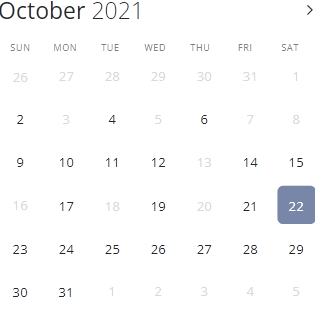 October 2021
SUN MON TUE WED THU FRI SAT
26 27 28 29 30 31 1
2 3 4 5 6 7 8
9 10 11 12 13 14 15
16 17 18 19 20 21 22
23 24 25 26 27 28 29
30 31 1 2 3 4 5